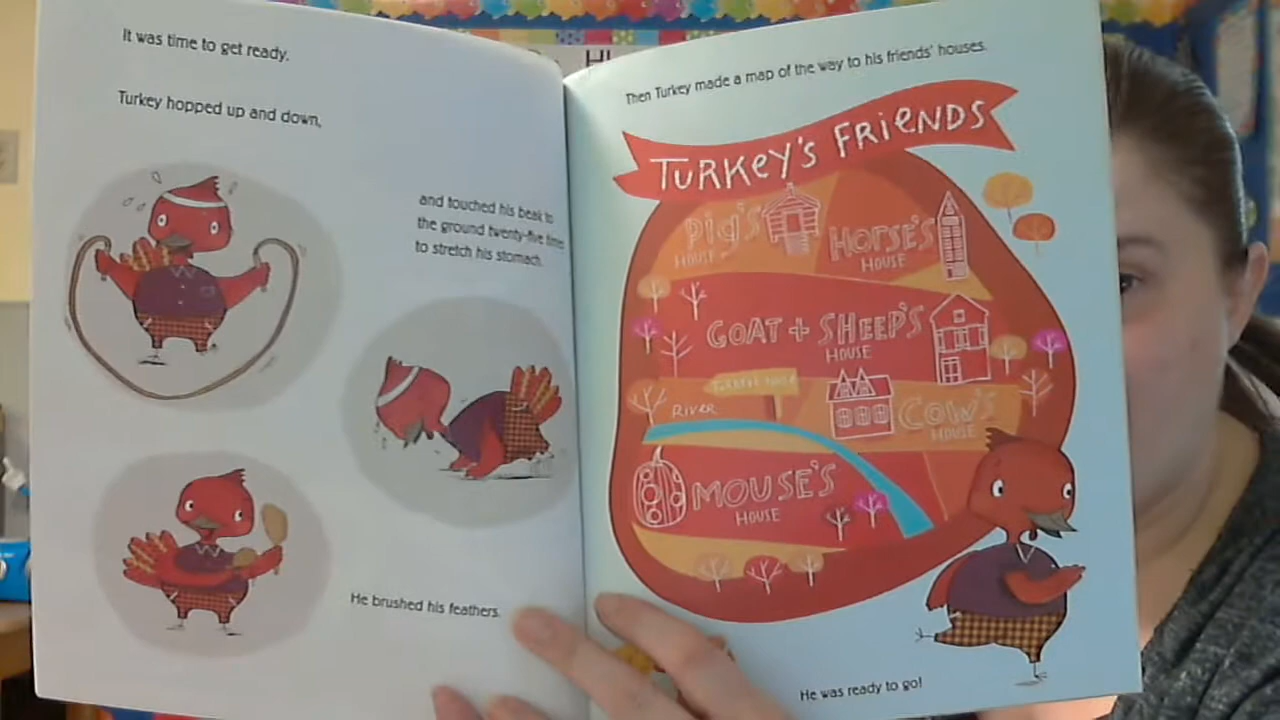 It was time to get ready.
Turkey hopped up and down,
and touched his beak to
the ground twenty-five time
to stretch his stomach.
He brushed his feathers.
Then Turkey made a map of the way to his friends' houses.
TURKEY'S FRIENDS
Pig'S
HOUSE
HORSE'S
HOUSE
GOAT + SHEEP'S
HOUSE
RIVER
COW'S
HOUSE
MOUSE'S
HOUSE
He was ready to go!